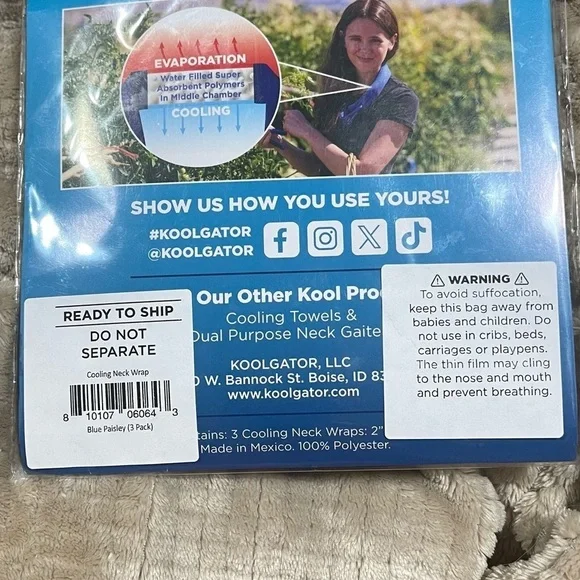 EVAPORATION
Water Filled Super
Absorbent Polymers
in Middle Chamber
COOLING
SHOW US HOW YOU USE YOURS!
#KOOLGATOR
@KOOLGATOR
Our Other Kool
Cooling Towels &
Dual Purpose Neck
KOOLGATOR, LLC
W. Bannock St. Boise, ID
www.koolgator.com
3 Cooling Neck Wraps: 2"
Made in Mexico. 100% Polyester.
READY TO SHIP
DO NOT
SEPARATE
Cooling Neck Wrap
8 10107 06064 3
Blue Paisley (3 Pack)
⚠ WARNING ⚠
To avoid suffocation,
keep this bag away from
babies and children. Do
not use in cribs, beds,
carriages or playpens.
The thin film may cling
to the nose and mouth
and prevent breathing.